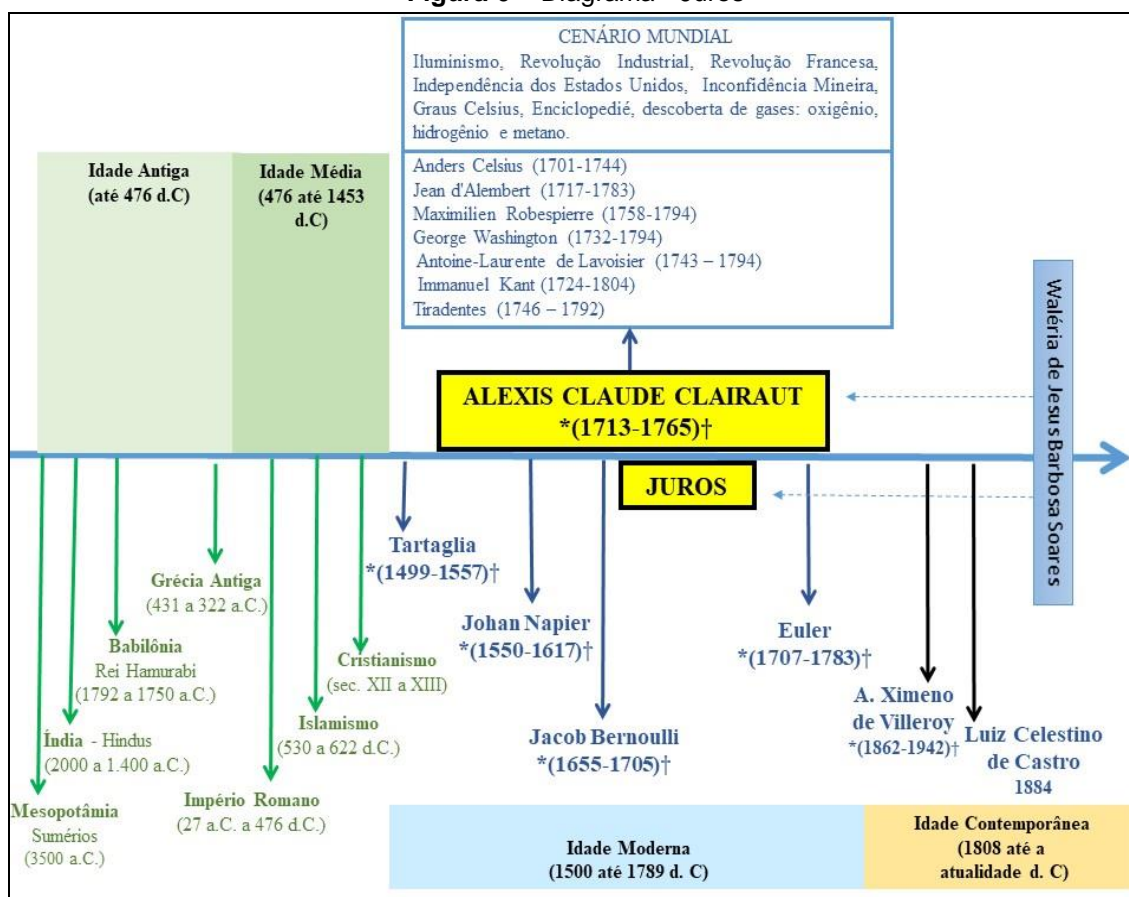 Figura 3 – Diagrama "Juros"
CENÁRIO MUNDIAL
Iluminismo, Revolução Industrial, Revolução Francesa,
Independência dos Estados Unidos, Inconfidência Mineira,
Graus Celsius, Enciclopedié, descoberta de gases: oxigênio,
hidrogênio e metano.
Anders Celsius (1701-1744)
Jean d'Alembert (1717-1783)
Maximilien Robespierre (1758-1794)
George Washington (1732-1794)
Antoine-Laurente de Lavoisier (1743 – 1794)
Immanuel Kant (1724-1804)
Tiradentes (1746 – 1792)
Idade Antiga
(até 476 d.C)
Idade Média
(476 até 1453
d.C)
ALEXIS CLAUDE CLAIRAUT
*(1713-1765)†
JUROS
Waléria de Jesus Barbosa Soares
Tartaglia
*(1499-1557)†
Grécia Antiga
(431 a 322 a.C.)
Johan Napier
*(1550-1617)†
Euler
*(1707-1783)†
Babilônia
Rei Hamurabi
(1792 a 1750 a.C.)
Cristianismo
(sec. XII a XIII)
A. Ximeno
de Villeroy
*(1862-1942)†
Islamismo
(530 a 622 d.C.)
Índia - Hindus
(2000 a 1.400 a.C.)
Jacob Bernoulli
*(1655-1705)†
Luiz Celestino
de Castro
1884
Império Romano
(27 a.C. a 476 d.C.)
Mesopotâmia
Sumérios
(3500 a.C.)
Idade Moderna
(1500 até 1789 d. C)
Idade Contemporânea
(1808 até a
atualidade d. C)